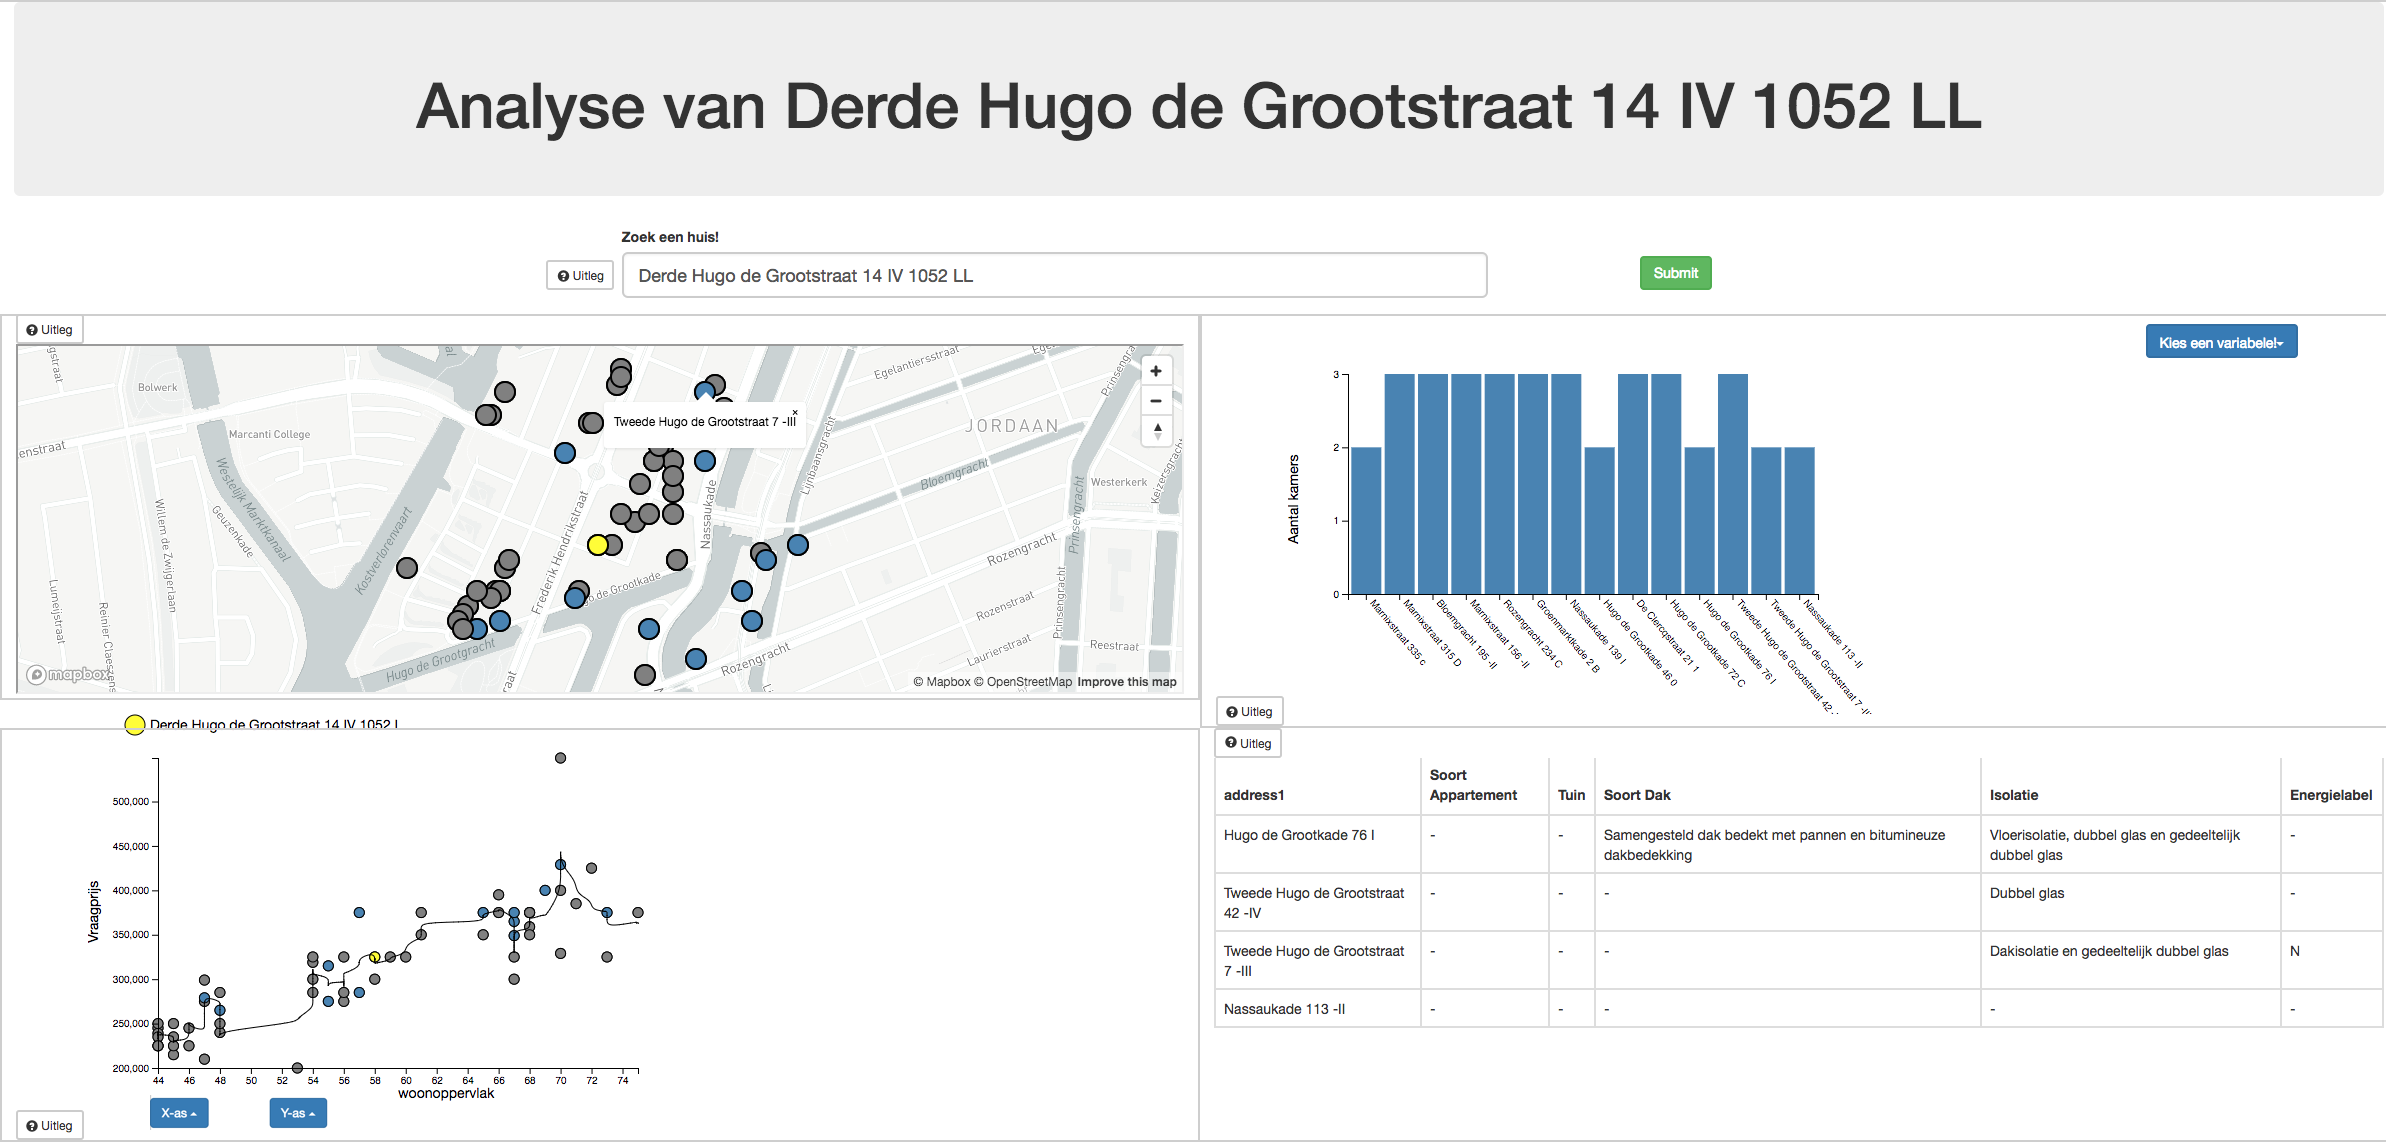 Analyse van Derde Hugo de Grootstraat 14 IV 1052 LL
Zoek een huis!
Uitleg
Derde Hugo de Grootstraat 14 IV 1052 LL
Submit
Uitleg
Bolwerk
Marcanti College
enstraat
Westelijk Marktkanaal
Geuzenkade
Willem de Zwijgerlaan
Lumeijstraat
Reinier Claeszens
Kostverlorenvaart
Frederik Hendrikstraat
Hugo de Grootgracht
o de Grootkade
Nassaukade
Lijnbaansgracht
Egelantiersstraat
JORDAAN
Bloemgracht
Westerkerk
Prinsengra
Keizersgracht
Prinsengracht
Rozengracht
Rozenstraat
Prinsengracht
Laurierstraat
Reestraat
Rozengracht
raat
Tweede Hugo de Grootstraat 7 -III
×
+
−
mapbox
© Mapbox © OpenStreetMap Improve this map
Kies een variabele!
Aantal kamers
3
2
1
0
Marnixstraat 335 c
Marnixstraat 315 D
Bloemgracht 195 -II
Marnixstraat 156 -II
Rozengracht 234 C
Groenmarktkade 2 B
Nassaukade 139 I
Hugo de Grootkade 46 0
De Clercqstraat 21 1
Hugo de Grootkade 72 C
Hugo de Grootkade 76 I
Tweede Hugo de Grootstraat 42 -
Tweede Hugo de Grootstraat 7 -II
Nassaukade 113 -II
Uitleg
Derde Hugo de Grootstraat 14 IV 1052 L
Vraagprijs
500,000
450,000
400,000
350,000
300,000
250,000
200,000
44 46 48 50 52 54 56 58 60 62 64 66 68 70 72 74
woonoppervlak
X-as
Y-as
Uitleg
Uitleg
address1 Soort Appartement Tuin Soort Dak Isolatie Energielabel
Hugo de Grootkade 76 I - - Samengesteld dak bedekt met pannen en bitumineuze Vloerisolatie, dubbel glas en gedeeltelijk -
dakbedekking dubbel glas
Tweede Hugo de Grootstraat - - - Dubbel glas -
42 -IV
Tweede Hugo de Grootstraat - - - Dakisolatie en gedeeltelijk dubbel glas N
7 -III
Nassaukade 113 -II - - - - -